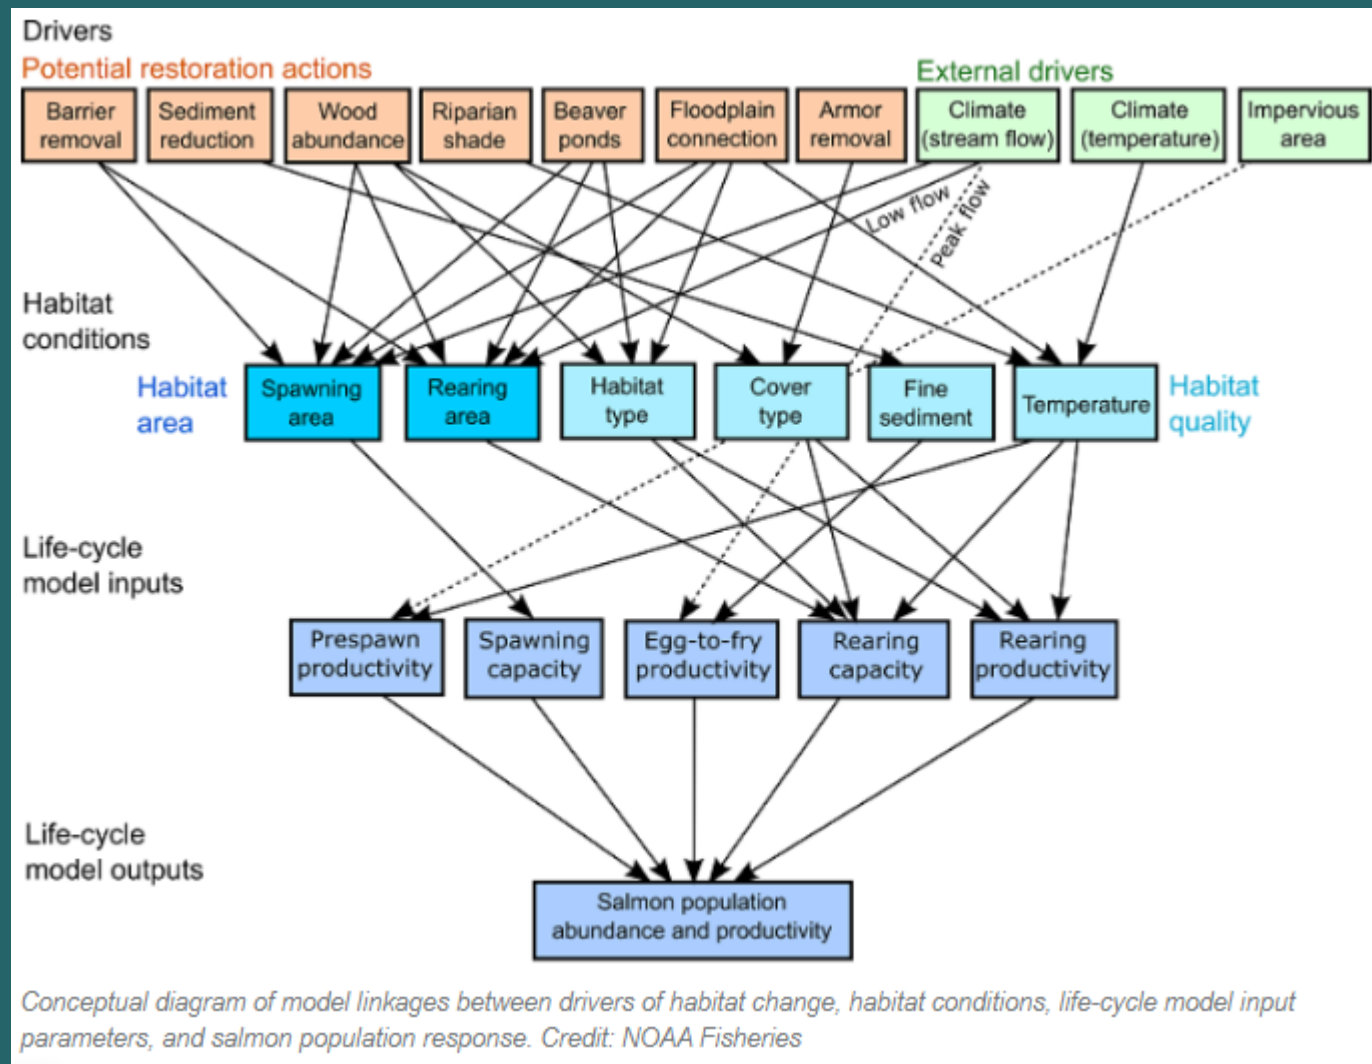 Drivers
Potential restoration actions
External drivers
Barrier
removal
Sediment
reduction
Wood
abundance
Riparian
shade
Beaver
ponds
Floodplain
connection
Armor
removal
Climate
(stream flow)
Climate
(temperature)
Impervious
area
Low flow
Peak flow
Habitat
conditions
Habitat
area
Spawning
area
Rearing
area
Habitat
type
Cover
type
Fine
sediment
Temperature
Habitat
quality
Life-cycle
model inputs
Prespawn
productivity
Spawning
capacity
Egg-to-fry
productivity
Rearing
capacity
Rearing
productivity
Life-cycle
model outputs
Salmon population
abundance and productivity
Conceptual diagram of model linkages between drivers of habitat change, habitat conditions, life-cycle model input
parameters, and salmon population response. Credit: NOAA Fisheries